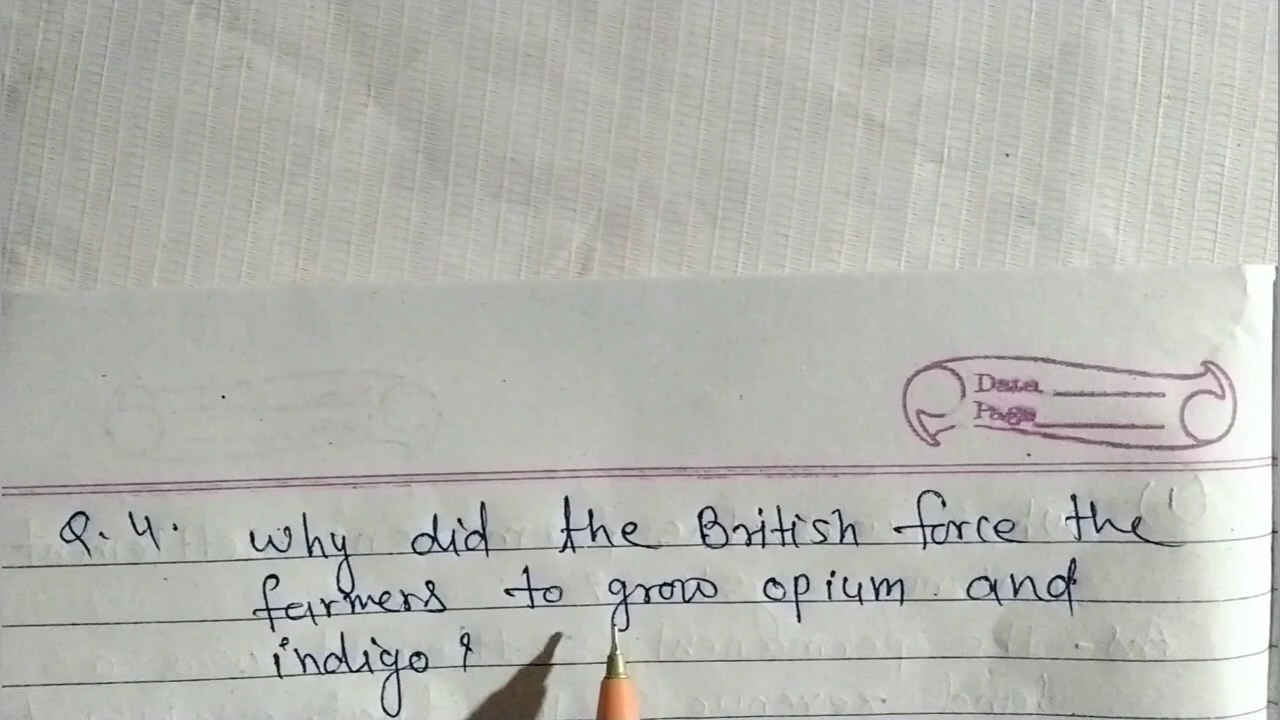 Date
Page
Q.4. Why did the British force the
farmers to grow opium and
indigo?